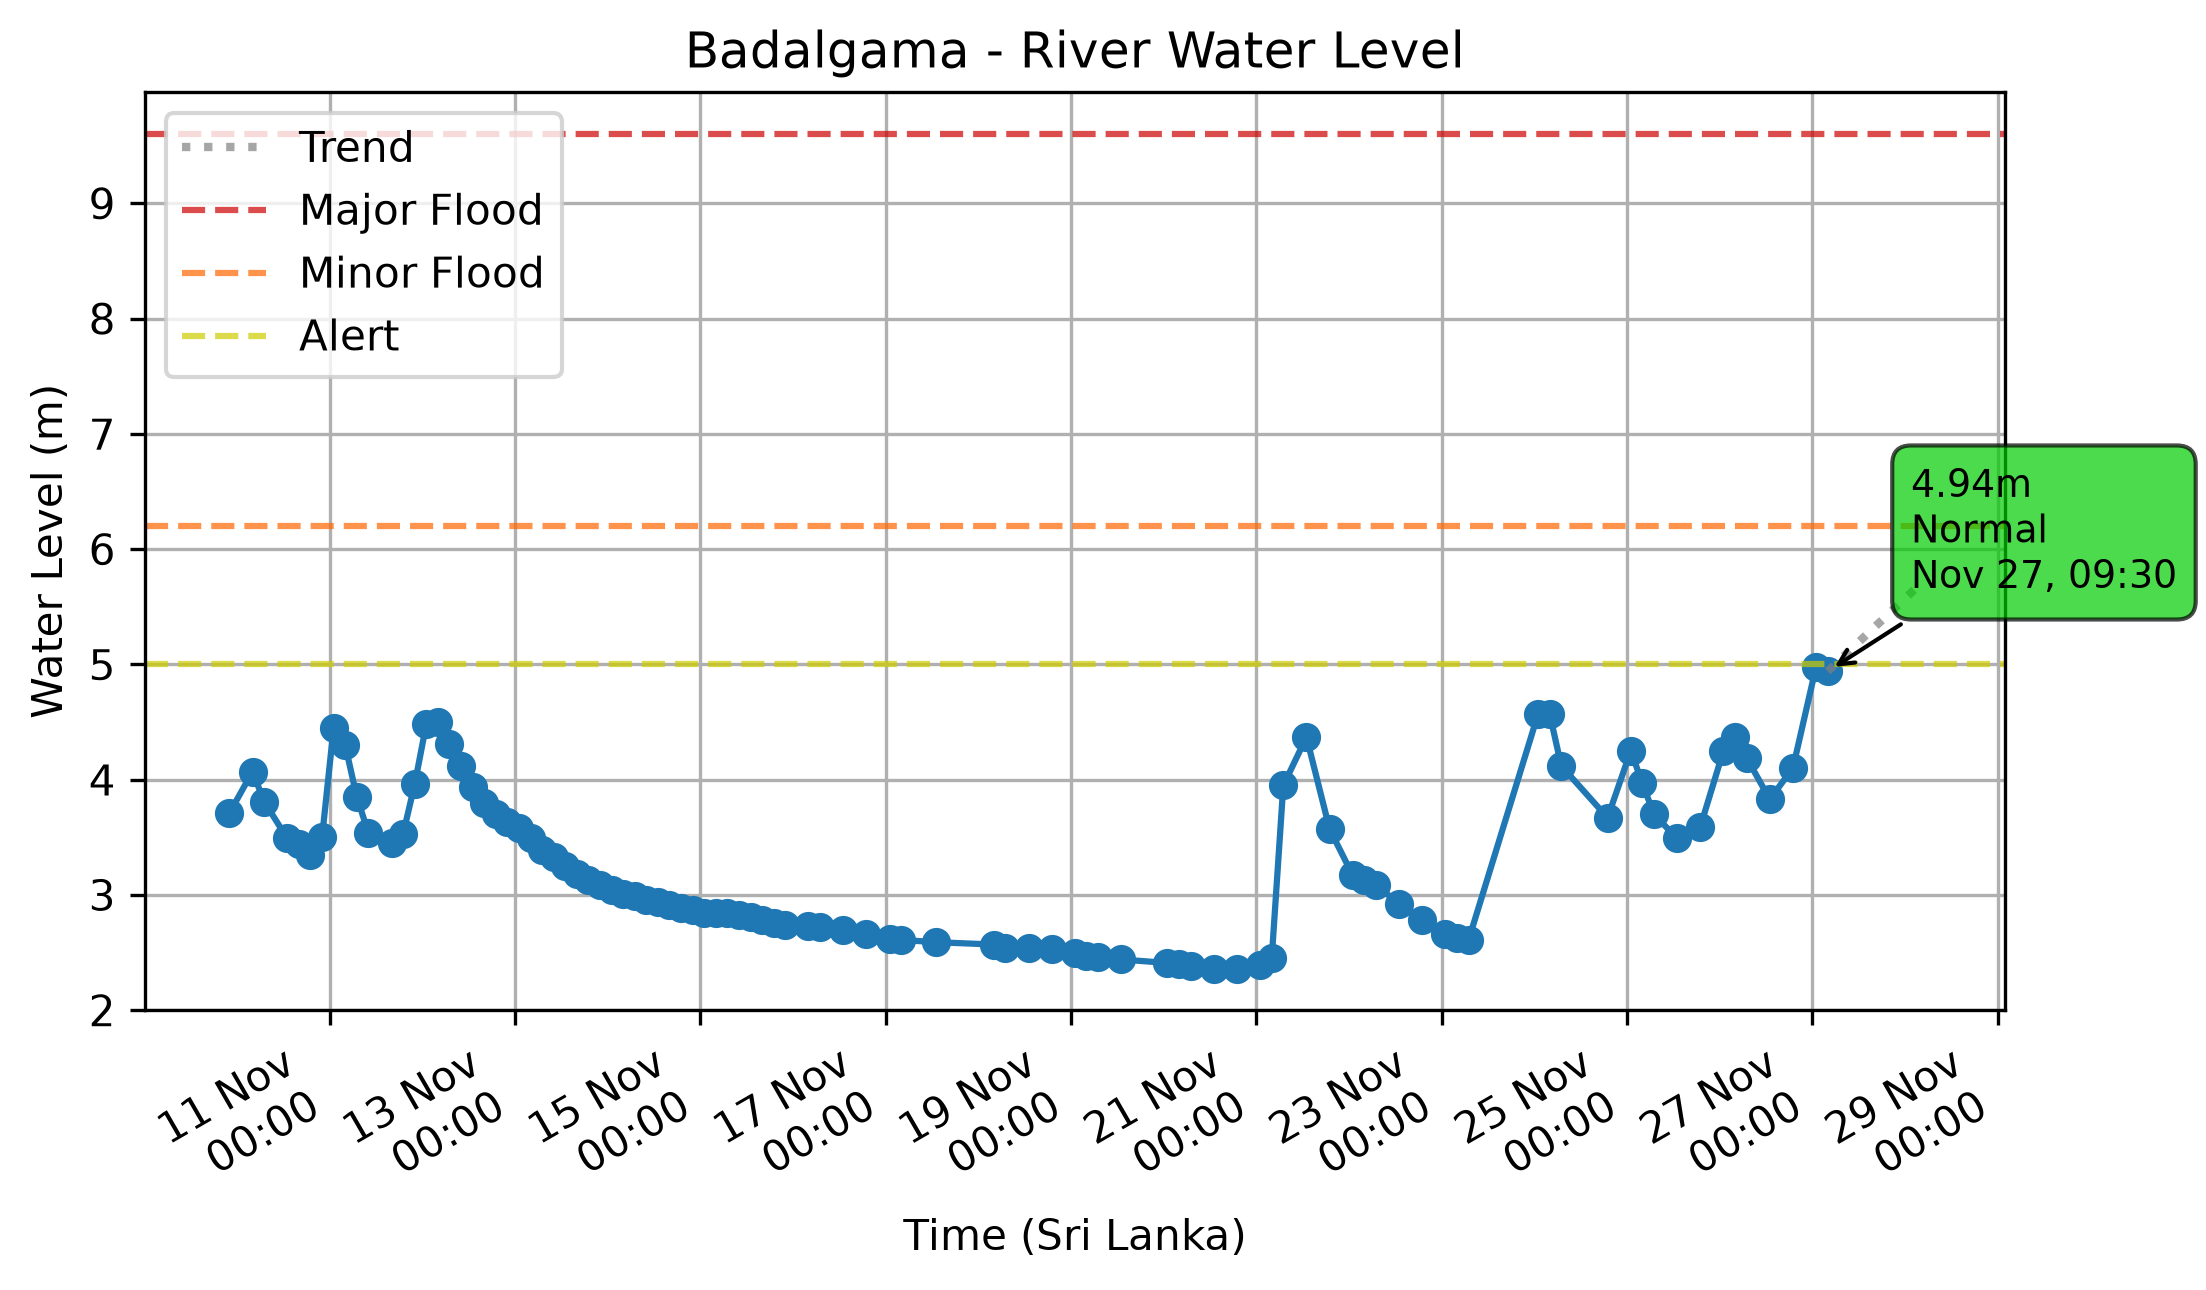 Badalgama - River Water Level
Trend
Major Flood
Minor Flood
Alert
9
8
7
6
5
4
3
2
Water Level (m)
4.94m
Normal
Nov 27, 09:30
11 Nov
00:00
13 Nov
00:00
15 Nov
00:00
17 Nov
00:00
19 Nov
00:00
21 Nov
00:00
23 Nov
00:00
25 Nov
00:00
27 Nov
00:00
29 Nov
00:00
Time (Sri Lanka)